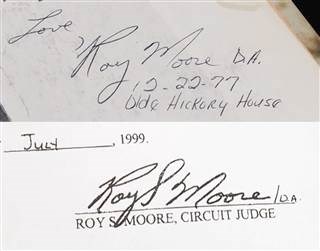 Love,
Roy Moore D.A.
12-22-77
Olde Hickory House
July, 1999.
Roy S Moore/D.A.
ROY S. MOORE, CIRCUIT JUDGE